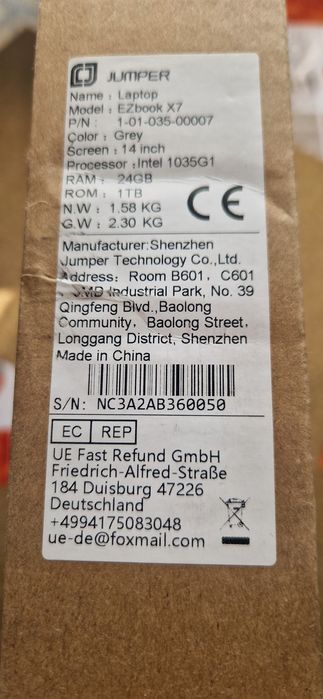 JUMPER
Name : Laptop
Model : EZbook X7
P/N : 1-01-035-00007
Color : Grey
Screen : 14 inch
Processor : Intel 1035G1
RAM : 24GB
ROM : 1TB
N.W : 1.58 KG
G.W : 2.30 KG
CE
Manufacturer:Shenzhen
Jumper Technology Co.,Ltd.
Address: Room B601, C601
, JMB Industrial Park, No. 39
Qingfeng Blvd.,Baolong
Community, Baolong Street,
Longgang District, Shenzhen
Made in China
S/N: NC3A2AB360050
EC REP
UE Fast Refund GmbH
Friedrich-Alfred-Straße
184 Duisburg 47226
Deutschland
+4994175083048
ue-de@foxmail.com